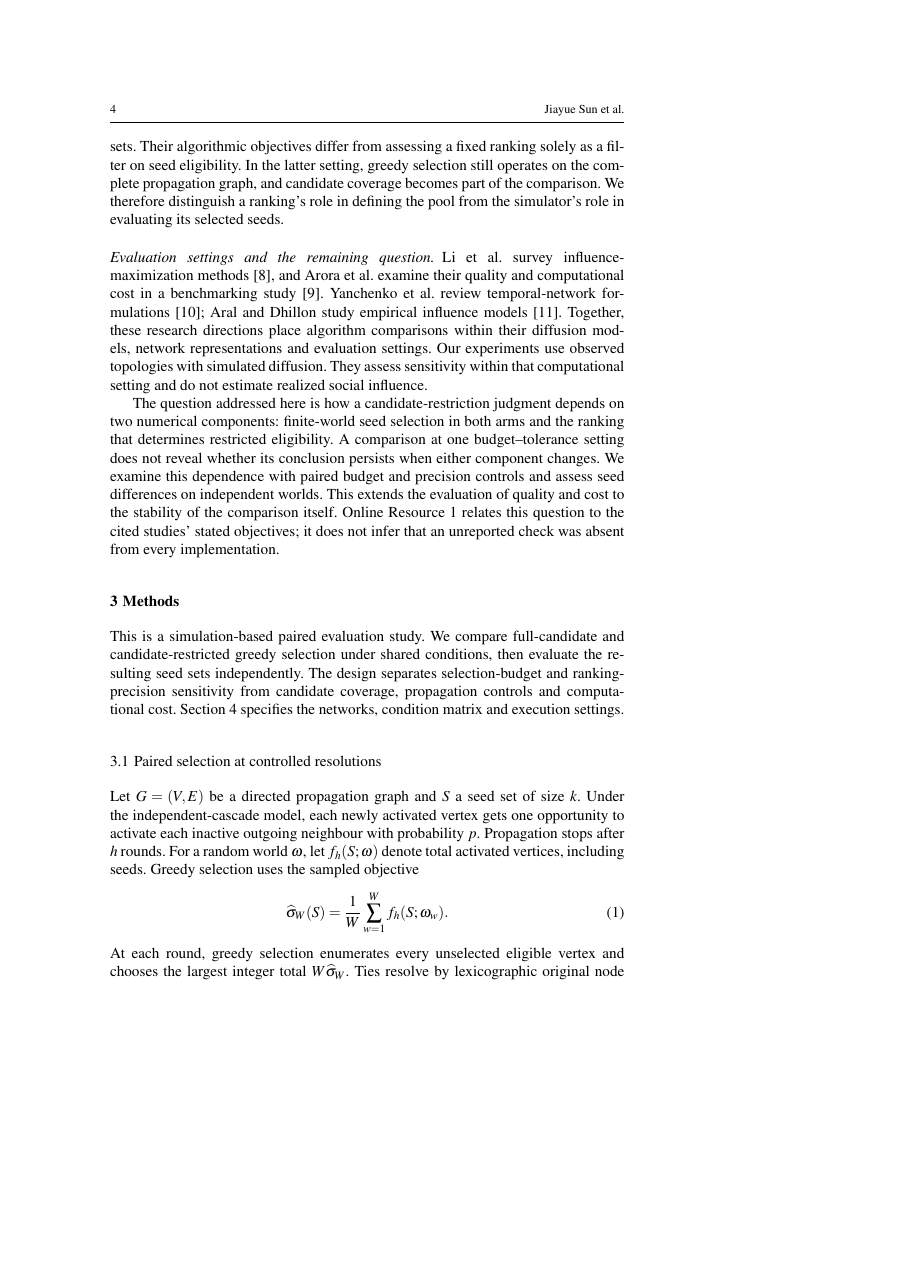 4
Jiayue Sun et al.
sets. Their algorithmic objectives differ from assessing a fixed ranking solely as a fil-
ter on seed eligibility. In the latter setting, greedy selection still operates on the com-
plete propagation graph, and candidate coverage becomes part of the comparison. We
therefore distinguish a ranking's role in defining the pool from the simulator's role in
evaluating its selected seeds.
Evaluation settings and the remaining question. Li et al. survey influence-
maximization methods [8], and Arora et al. examine their quality and computational
cost in a benchmarking study [9]. Yanchenko et al. review temporal-network for-
mulations [10]; Aral and Dhillon study empirical influence models [11]. Together,
these research directions place algorithm comparisons within their diffusion mod-
els, network representations and evaluation settings. Our experiments use observed
topologies with simulated diffusion. They assess sensitivity within that computational
setting and do not estimate realized social influence.
The question addressed here is how a candidate-restriction judgment depends on
two numerical components: finite-world seed selection in both arms and the ranking
that determines restricted eligibility. A comparison at one budget–tolerance setting
does not reveal whether its conclusion persists when either component changes. We
examine this dependence with paired budget and precision controls and assess seed
differences on independent worlds. This extends the evaluation of quality and cost to
the stability of the comparison itself. Online Resource 1 relates this question to the
cited studies' stated objectives; it does not infer that an unreported check was absent
from every implementation.
3 Methods
This is a simulation-based paired evaluation study. We compare full-candidate and
candidate-restricted greedy selection under shared conditions, then evaluate the re-
sulting seed sets independently. The design separates selection-budget and ranking-
precision sensitivity from candidate coverage, propagation controls and computa-
tional cost. Section 4 specifies the networks, condition matrix and execution settings.
3.1 Paired selection at controlled resolutions
Let G = (V,E) be a directed propagation graph and S a seed set of size k. Under
the independent-cascade model, each newly activated vertex gets one opportunity to
activate each inactive outgoing neighbour with probability p. Propagation stops after
h rounds. For a random world ω, let f_h(S;ω) denote total activated vertices, including
seeds. Greedy selection uses the sampled objective
σ̂_W(S) = 1/W ∑_{w=1}^{W} f_h(S;ω_w). (1)
At each round, greedy selection enumerates every unselected eligible vertex and
chooses the largest integer total Wσ̂_W. Ties resolve by lexicographic original node